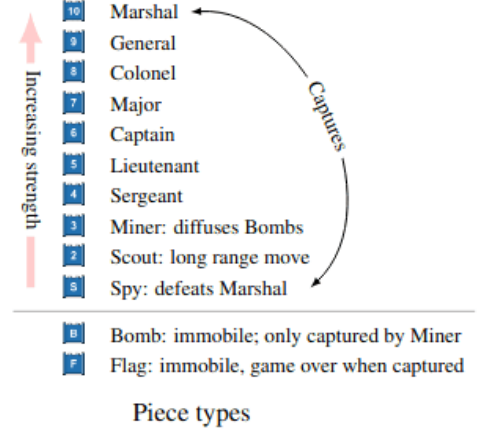 10 Marshal
9 General
8 Colonel
7 Major
6 Captain
5 Lieutenant
4 Sergeant
3 Miner: diffuses Bombs
2 Scout: long range move
S Spy: defeats Marshal
Increasing strength
Captures
B Bomb: immobile; only captured by Miner
F Flag: immobile, game over when captured
Piece types